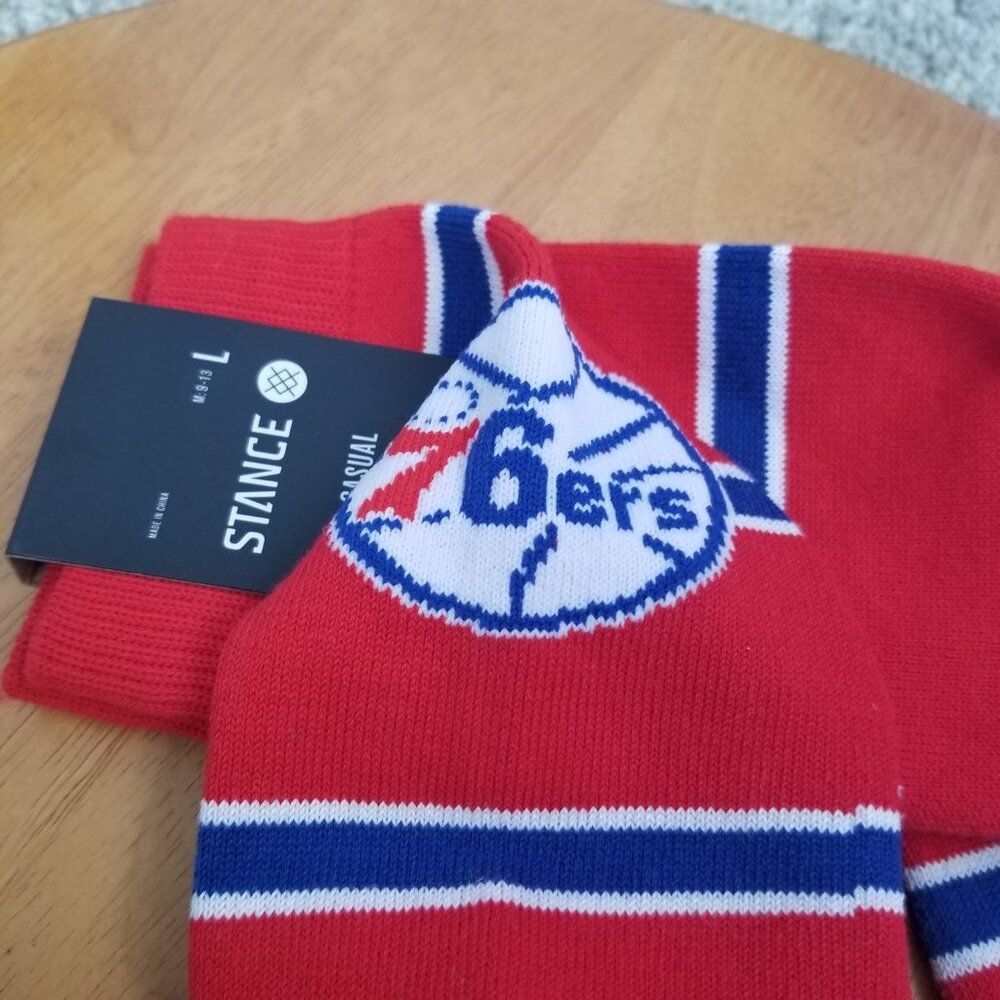 L
M: 9-13
STANCE
MADE IN CHINA
CASUAL
76ers